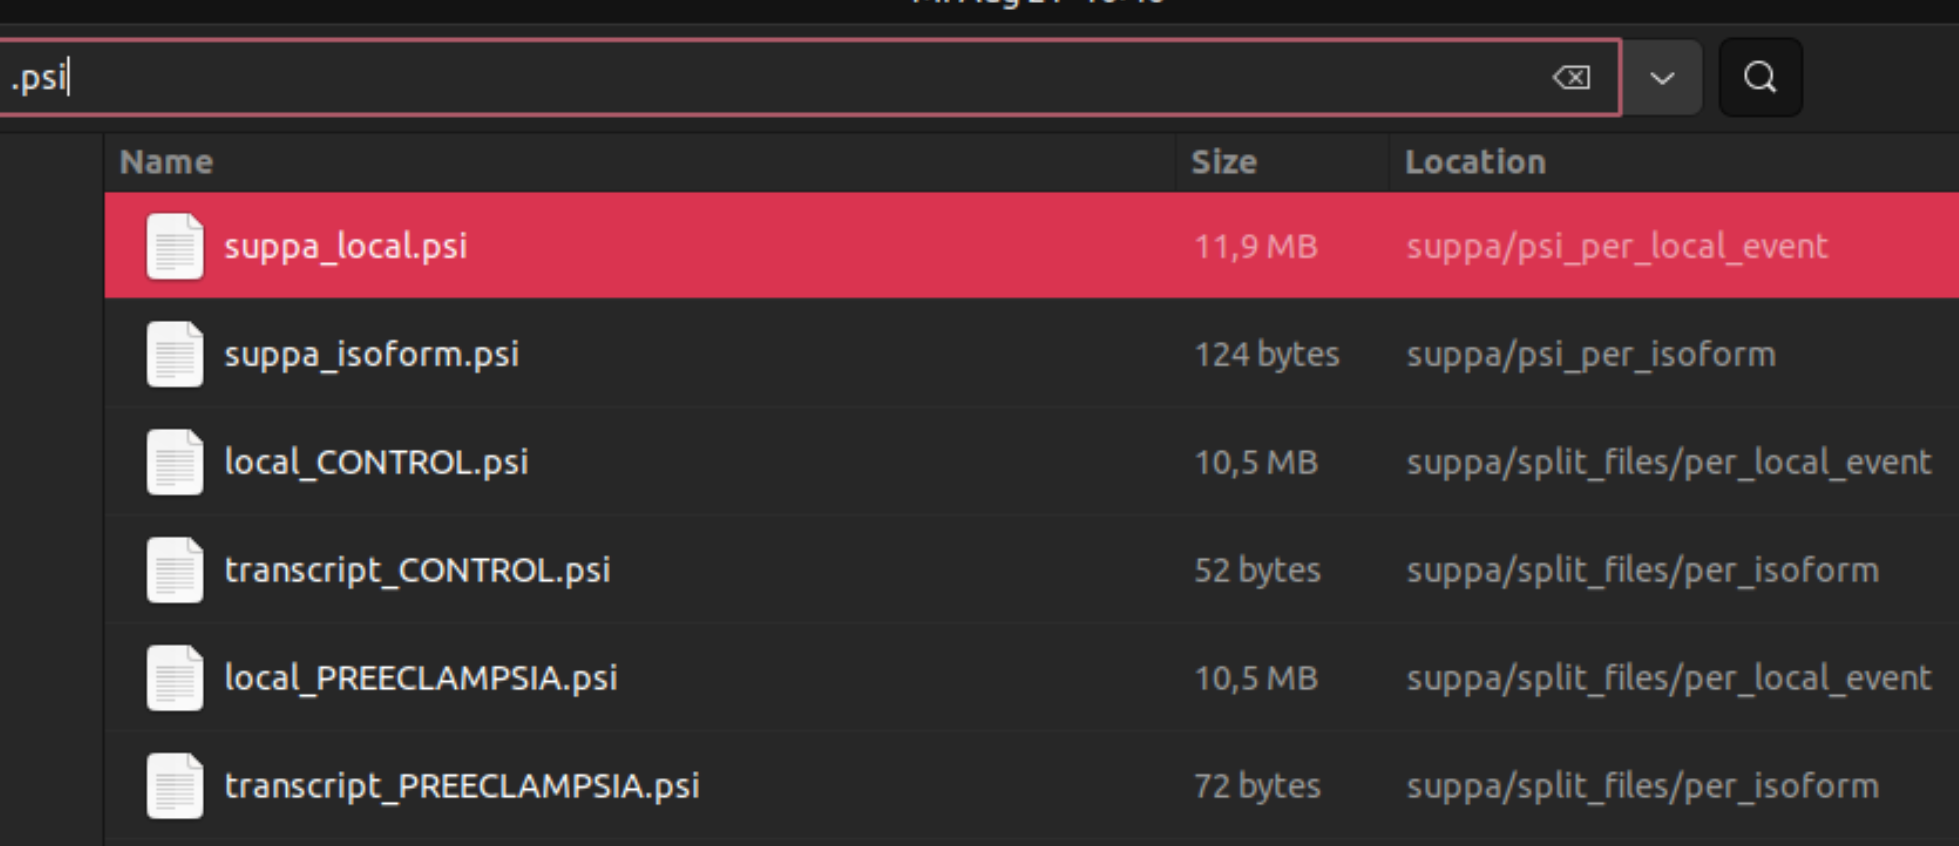 .psi
Name Size Location
suppa_local.psi 11,9 MB suppa/psi_per_local_event
suppa_isoform.psi 124 bytes suppa/psi_per_isoform
local_CONTROL.psi 10,5 MB suppa/split_files/per_local_event
transcript_CONTROL.psi 52 bytes suppa/split_files/per_isoform
local_PREECLAMPSIA.psi 10,5 MB suppa/split_files/per_local_event
transcript_PREECLAMPSIA.psi 72 bytes suppa/split_files/per_isoform